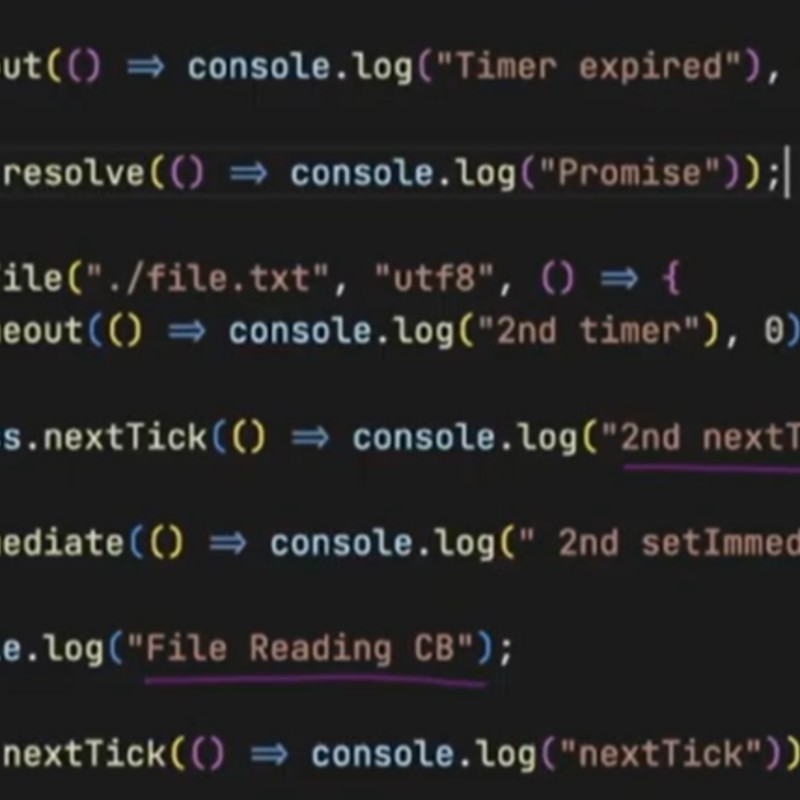 out(() => console.log("Timer expired"),
resolve(() => console.log("Promise"));
ile("./file.txt", "utf8", () => {
eout(() => console.log("2nd timer"), 0)
s.nextTick(() => console.log("2nd nextT
ediate(() => console.log(" 2nd setImmed
e.log("File Reading CB");
nextTick(() => console.log("nextTick"))